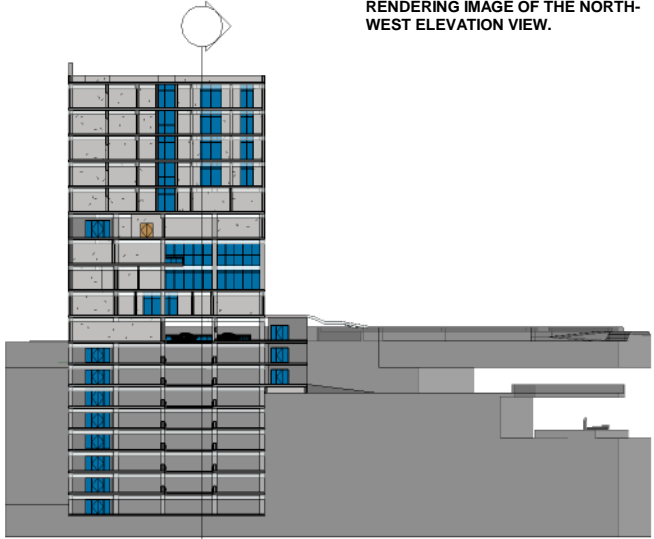 RENDERING IMAGE OF THE NORTH-
WEST ELEVATION VIEW.